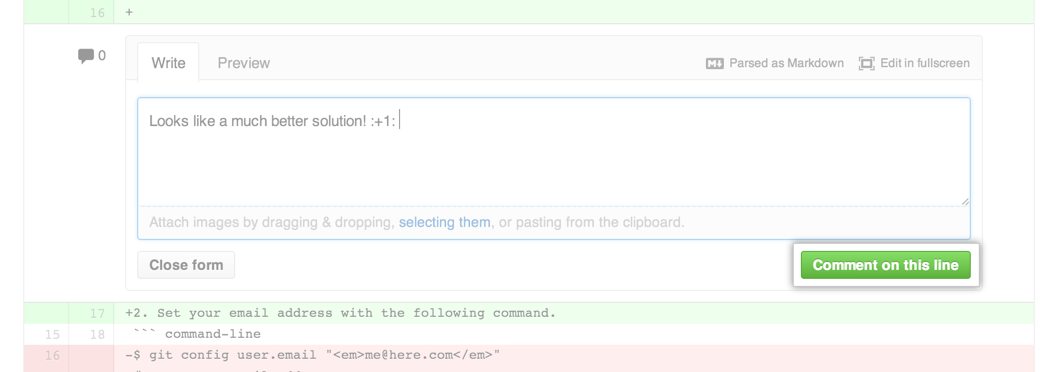 16 +
0
Write Preview Parsed as Markdown Edit in fullscreen
Looks like a much better solution! :+1:
Attach images by dragging & dropping, selecting them, or pasting from the clipboard.
Close form Comment on this line
17 +2. Set your email address with the following command.
15 18 ``` command-line
16 -$ git config user.email "<em>me@here.com</em>"